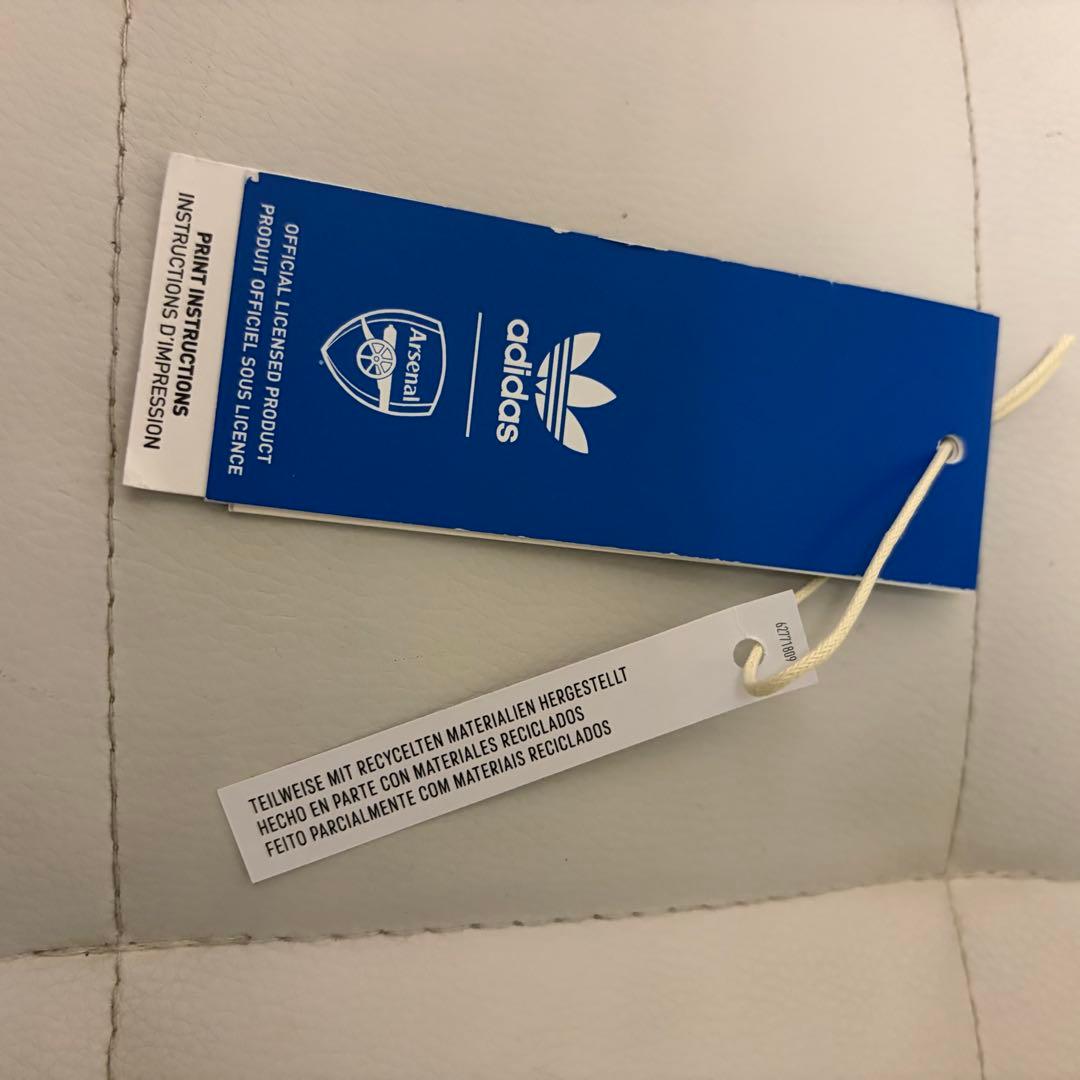 adidas
Arsenal
OFFICIAL LICENSED PRODUCT
PRODUIT OFFICIEL SOUS LICENCE
PRINT INSTRUCTIONS
INSTRUCTIONS D'IMPRESSION
62771809
TEILWEISE MIT RECYCELTEN MATERIALIEN HERGESTELLT
HECHO EN PARTE CON MATERIALES RECICLADOS
FEITO PARCIALMENTE COM MATERIAIS RECICLADOS